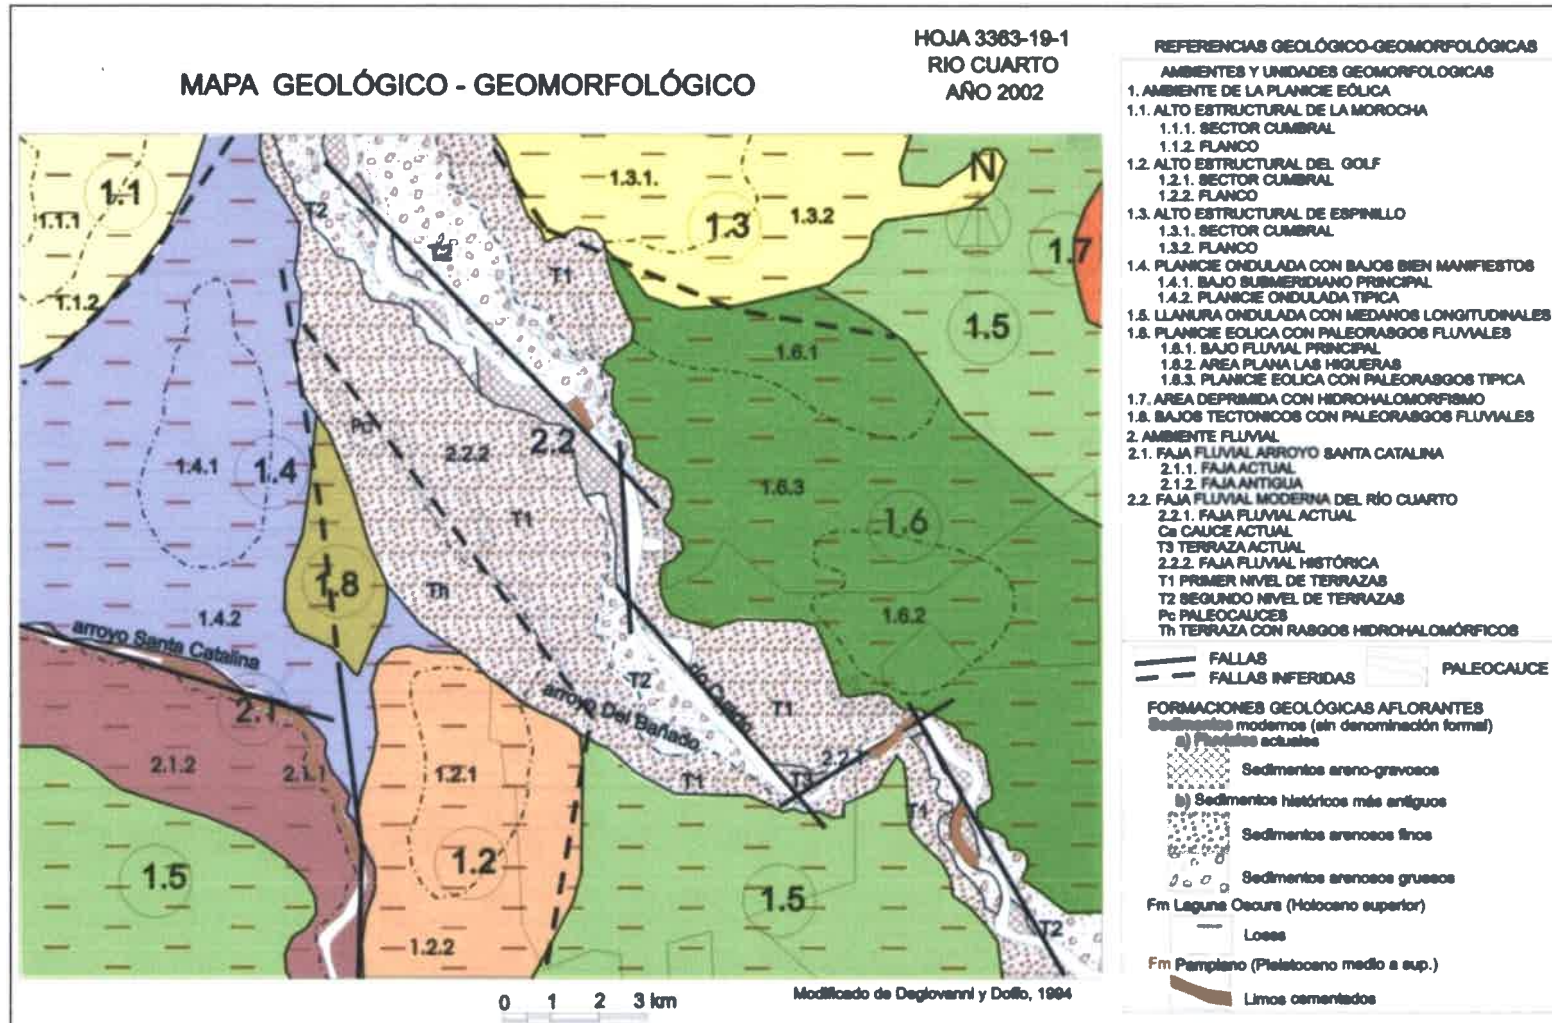 MAPA GEOLÓGICO - GEOMORFOLÓGICO
HOJA 3363-19-1
RIO CUARTO
AÑO 2002
N
1.1
1.1.1
1.1.2
T2
T2
T1
1.3.1.
1.3
1.3.2
1.7
1.5
1.6.1
1.4.1
1.4
1.4.2
1.8
Pc
2.2.2
2.2
T1
Th
1.6.3
1.6
1.6.2
arroyo Santa Catalina
2.1
2.1.2
2.1.1
1.2.1
1.2
1.2.2
1.5
arroyo Del Bañado
T2
río Cuarto
T1
T1
T3
T1
T2
1.5
0 1 2 3 km
Modificado de Degiovanni y Doffo, 1994
REFERENCIAS GEOLÓGICO-GEOMORFOLÓGICAS
AMBIENTES Y UNIDADES GEOMORFOLOGICAS
1. AMBIENTE DE LA PLANICIE EÓLICA
1.1. ALTO ESTRUCTURAL DE LA MOROCHA
1.1.1. SECTOR CUMBRAL
1.1.2. FLANCO
1.2. ALTO ESTRUCTURAL DEL GOLF
1.2.1. SECTOR CUMBRAL
1.2.2. FLANCO
1.3. ALTO ESTRUCTURAL DE ESPINILLO
1.3.1. SECTOR CUMBRAL
1.3.2. FLANCO
1.4. PLANICIE ONDULADA CON BAJOS BIEN MANIFIESTOS
1.4.1. BAJO SUBMERIDIANO PRINCIPAL
1.4.2. PLANICIE ONDULADA TIPICA
1.5. LLANURA ONDULADA CON MEDANOS LONGITUDINALES
1.6. PLANICIE EOLICA CON PALEORASGOS FLUVIALES
1.6.1. BAJO FLUVIAL PRINCIPAL
1.6.2. AREA PLANA LAS HIGUERAS
1.6.3. PLANICIE EOLICA CON PALEORASGOS TIPICA
1.7. AREA DEPRIMIDA CON HIDROHALOMORFISMO
1.8. BAJOS TECTONICOS CON PALEORASGOS FLUVIALES
2. AMBIENTE FLUVIAL
2.1. FAJA FLUVIAL ARROYO SANTA CATALINA
2.1.1. FAJA ACTUAL
2.1.2. FAJA ANTIGUA
2.2. FAJA FLUVIAL MODERNA DEL RÍO CUARTO
2.2.1. FAJA FLUVIAL ACTUAL
Ca CAUCE ACTUAL
T3 TERRAZA ACTUAL
2.2.2. FAJA FLUVIAL HISTÓRICA
T1 PRIMER NIVEL DE TERRAZAS
T2 SEGUNDO NIVEL DE TERRAZAS
Pc PALEOCAUCES
Th TERRAZA CON RASGOS HIDROHALOMÓRFICOS
FALLAS
FALLAS INFERIDAS
PALEOCAUCE
FORMACIONES GEOLÓGICAS AFLORANTES
Sedimentos modernos (sin denominación formal)
a) Fluviales actuales
Sedimentos areno-gravosos
b) Sedimentos históricos más antiguos
Sedimentos arenosos finos
Sedimentos arenosos gruesos
Fm Laguna Oscura (Holoceno superior)
Loess
Fm Pampiano (Pleistoceno medio a sup.)
Limos cementados